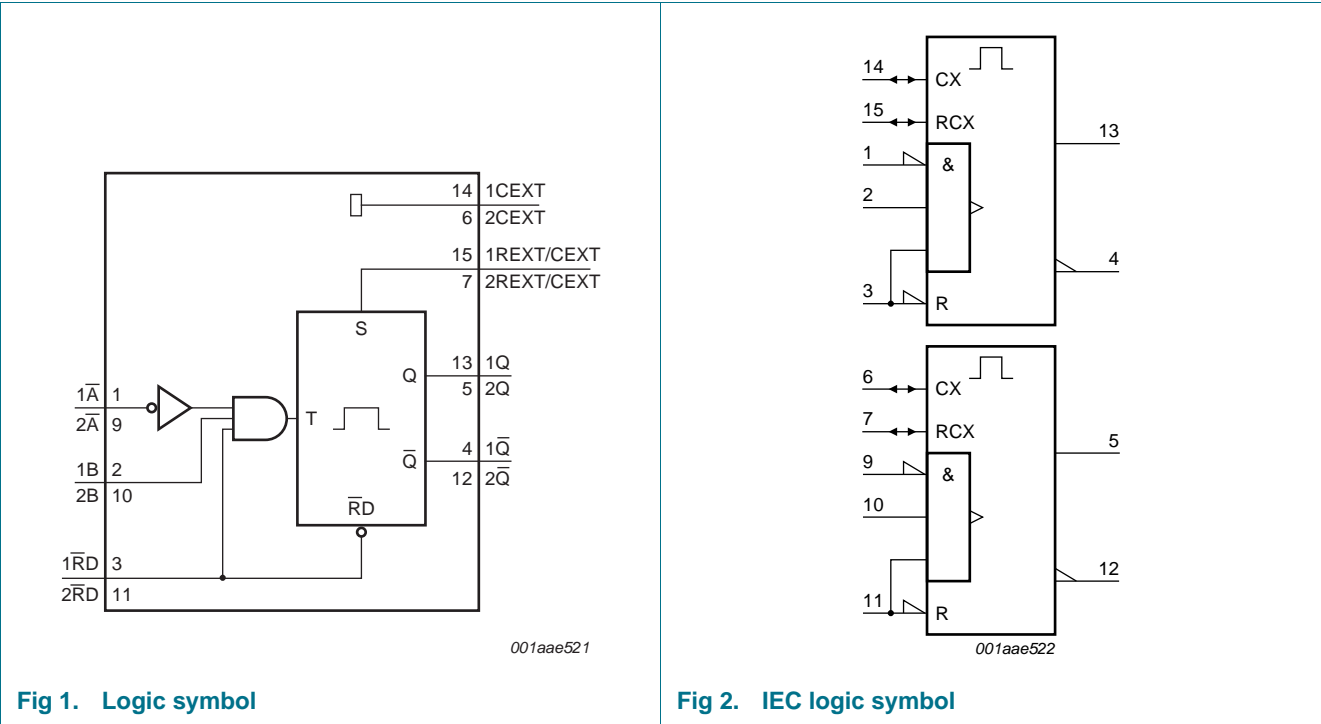 14 1CEXT
6 2CEXT
15 1REXT/CEXT
7 2REXT/CEXT
S
Q
13 1Q
5 2Q
T
1A̅ 1
2A̅ 9
Q̅
4 1Q̅
12 2Q̅
1B 2
2B 10
R̅D
1R̅D 3
2R̅D 11
001aae521
Fig 1. Logic symbol
14 CX
15 RCX
13
1 &
2
4
3 R
6 CX
7 RCX
5
9 &
10
12
11 R
001aae522
Fig 2. IEC logic symbol